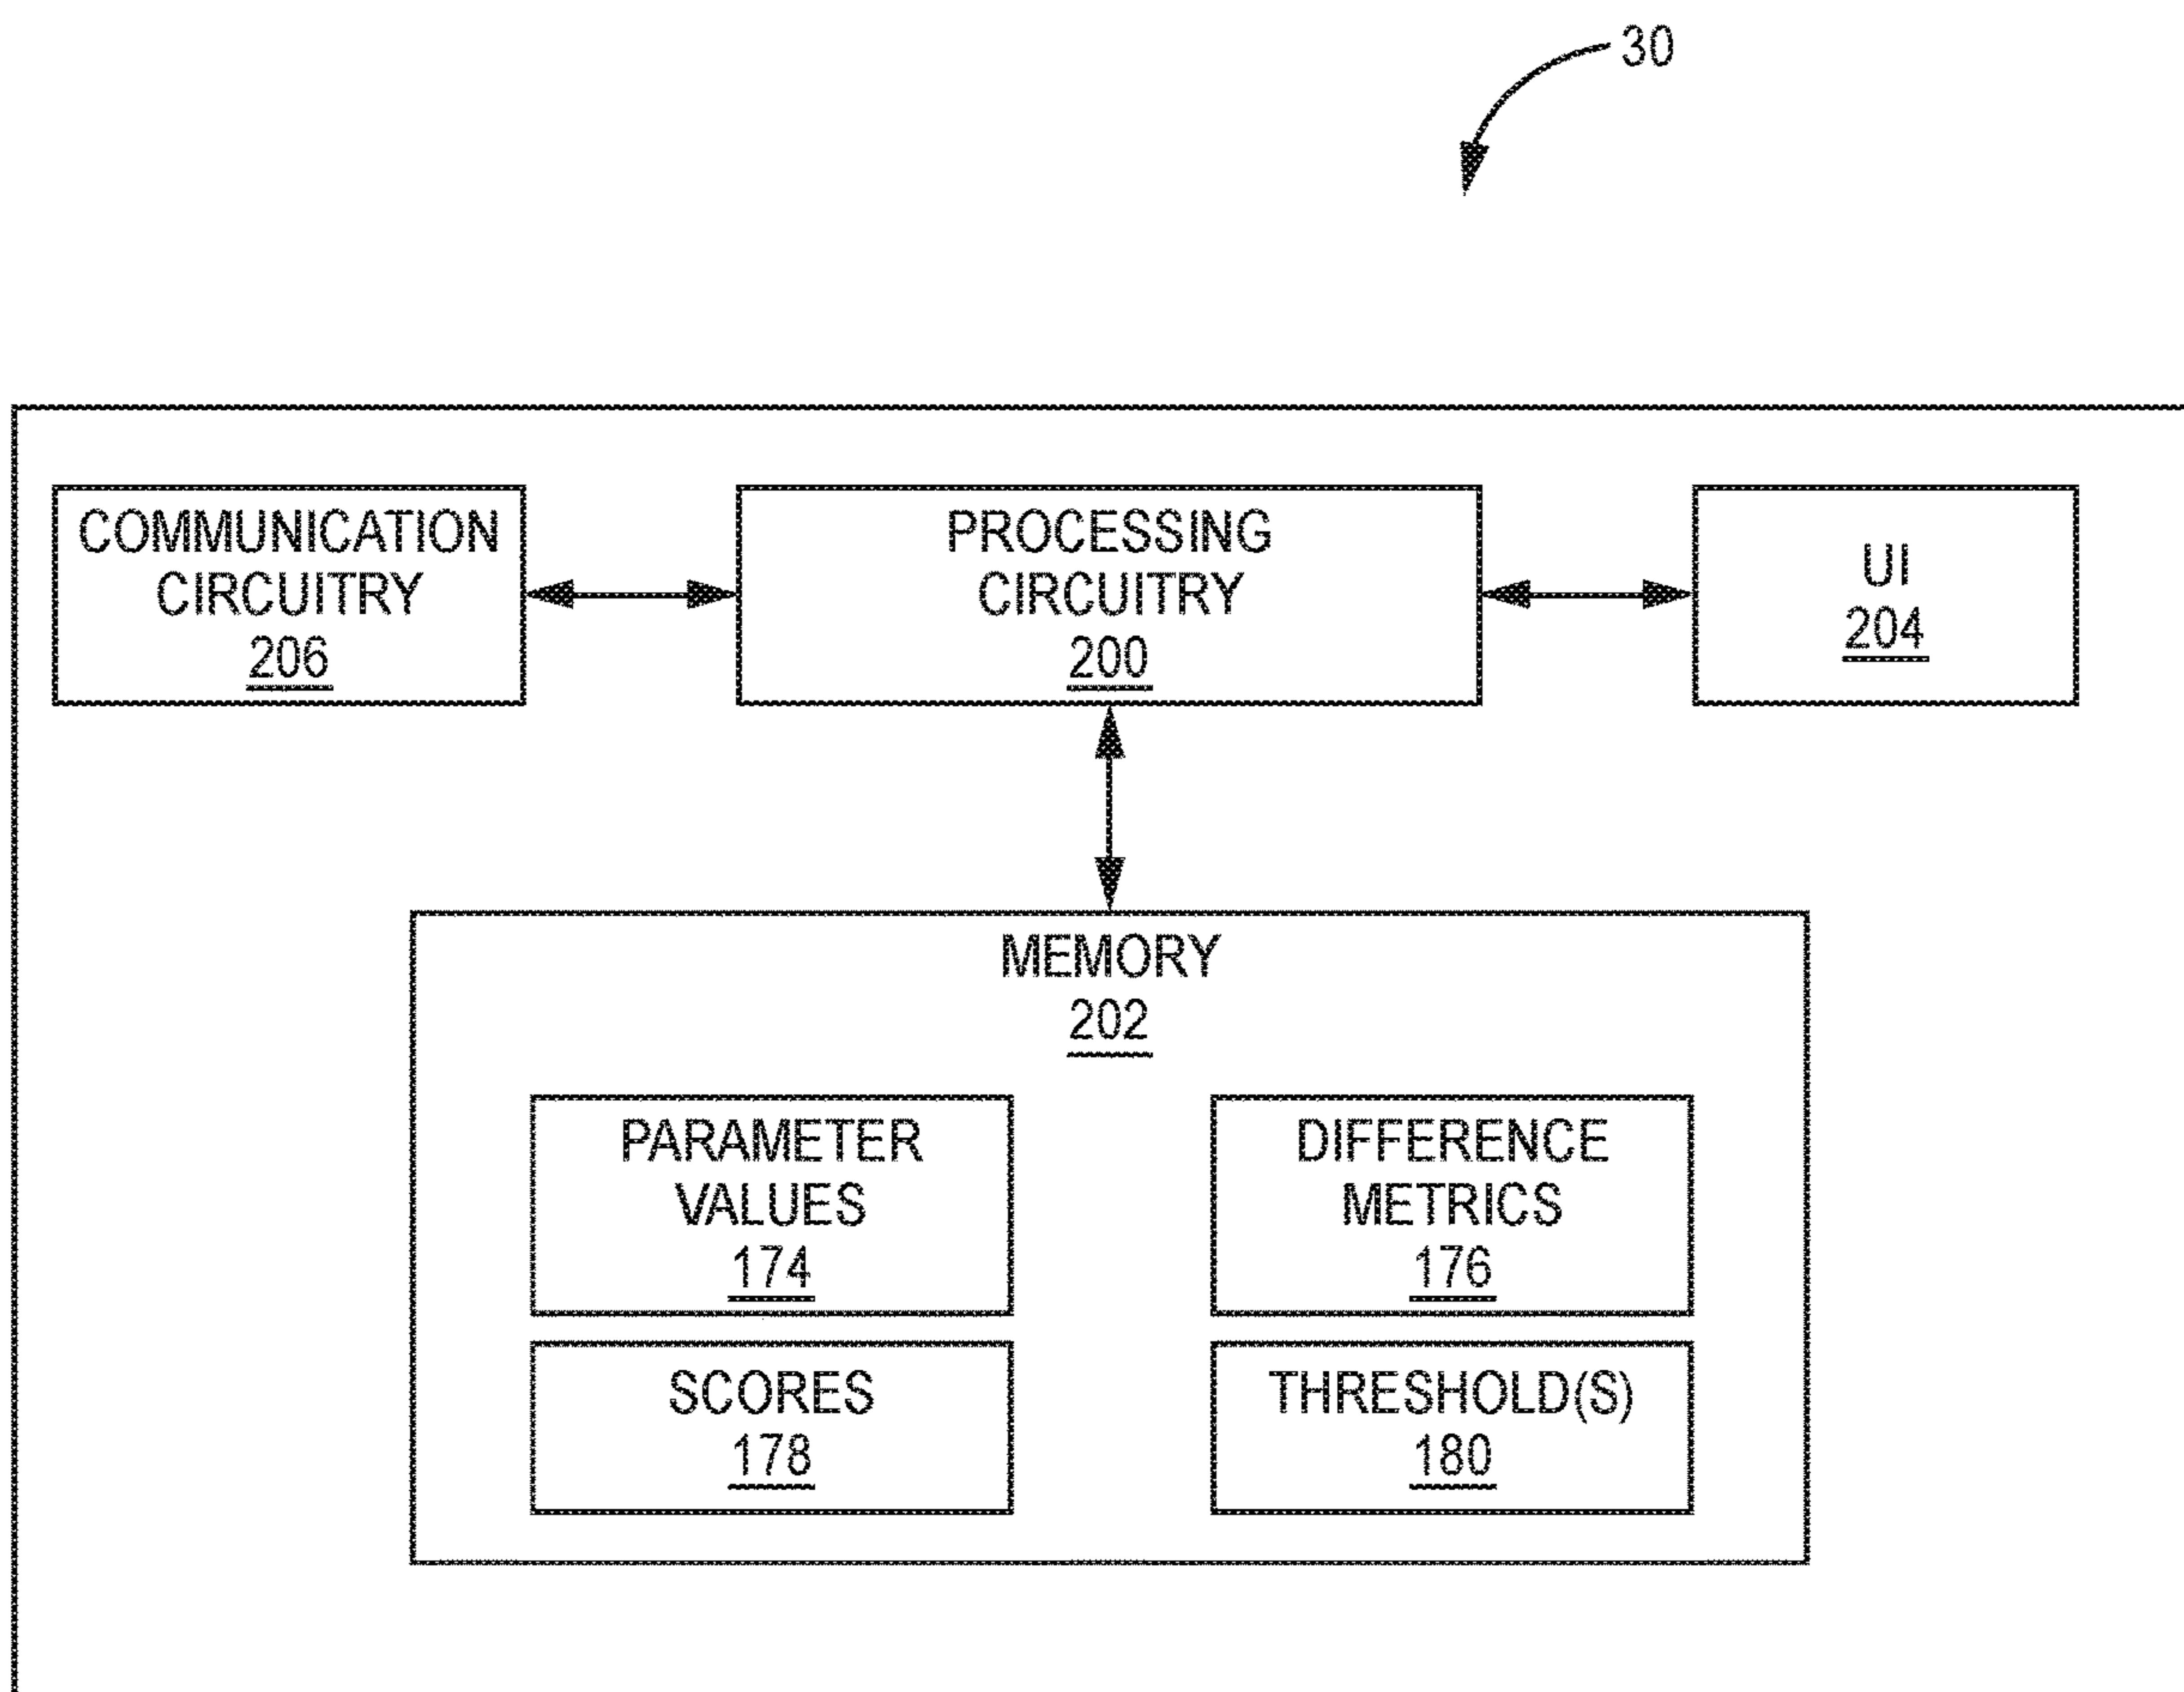 30
COMMUNICATION
CIRCUITRY
206
PROCESSING
CIRCUITRY
200
UI
204
MEMORY
202
PARAMETER
VALUES
174
DIFFERENCE
METRICS
176
SCORES
178
THRESHOLD(S)
180